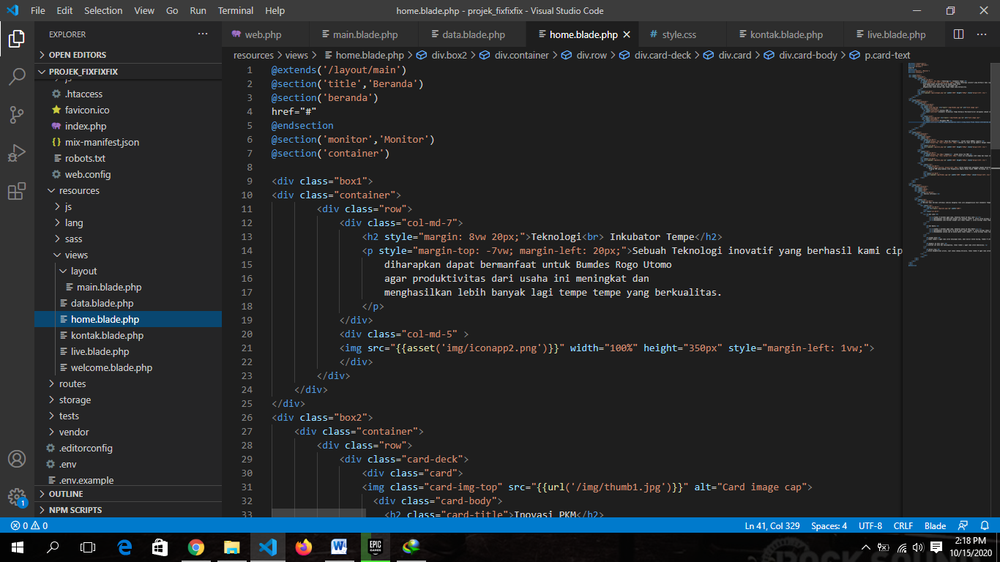 File Edit Selection View Go Run Terminal Help home.blade.php - projek_fixfixfix - Visual Studio Code
EXPLORER ···
web.php main.blade.php data.blade.php home.blade.php style.css kontak.blade.php live.blade.php ···
OPEN EDITORS
resources > views > home.blade.php > div.box2 > div.container > div.row > div.card-deck > div.card > div.card-body > p.card-text
PROJEK_FIXFIXFIX
js
.htaccess
favicon.ico
index.php
mix-manifest.json
robots.txt
web.config
resources
js
lang
sass
views
layout
main.blade.php
data.blade.php
home.blade.php
kontak.blade.php
live.blade.php
welcome.blade.php
routes
storage
tests
vendor
.editorconfig
.env
.env.example
OUTLINE
NPM SCRIPTS
1
1 @extends('/layout/main')
2 @section('title','Beranda')
3 @section('beranda')
4 href="#"
5 @endsection
6 @section('monitor','Monitor')
7 @section('container')
8
9 <div class="box1">
10 <div class="container">
11 <div class="row">
12 <div class="col-md-7">
13 <h2 style="margin: 8vw 20px;">Teknologi<br> Inkubator Tempe</h2>
14 <p style="margin-top: -7vw; margin-left: 20px;">Sebuah Teknologi inovatif yang berhasil kami cip
15 diharapkan dapat bermanfaat untuk Bumdes Rogo Utomo
16 agar produktivitas dari usaha ini meningkat dan
17 menghasilkan lebih banyak lagi tempe tempe yang berkualitas.
18 </p>
19 </div>
20 <div class="col-md-5" >
21 <img src="{{asset('img/iconapp2.png')}}" width="100%" height="350px" style="margin-left: 1vw;">
22 </div>
23 </div>
24 </div>
25 </div>
26 <div class="box2">
27 <div class="container">
28 <div class="row">
29 <div class="card-deck">
30 <div class="card">
31 <img class="card-img-top" src="{{url('/img/thumb1.jpg')}}" alt="Card image cap">
32 <div class="card-body">
33 <h2 class="card-title">Inovasi PKM</h2>
0 0 Ln 41, Col 329 Spaces: 4 UTF-8 CRLF Blade
EPIC GAMES
2:18 PM
10/15/2020